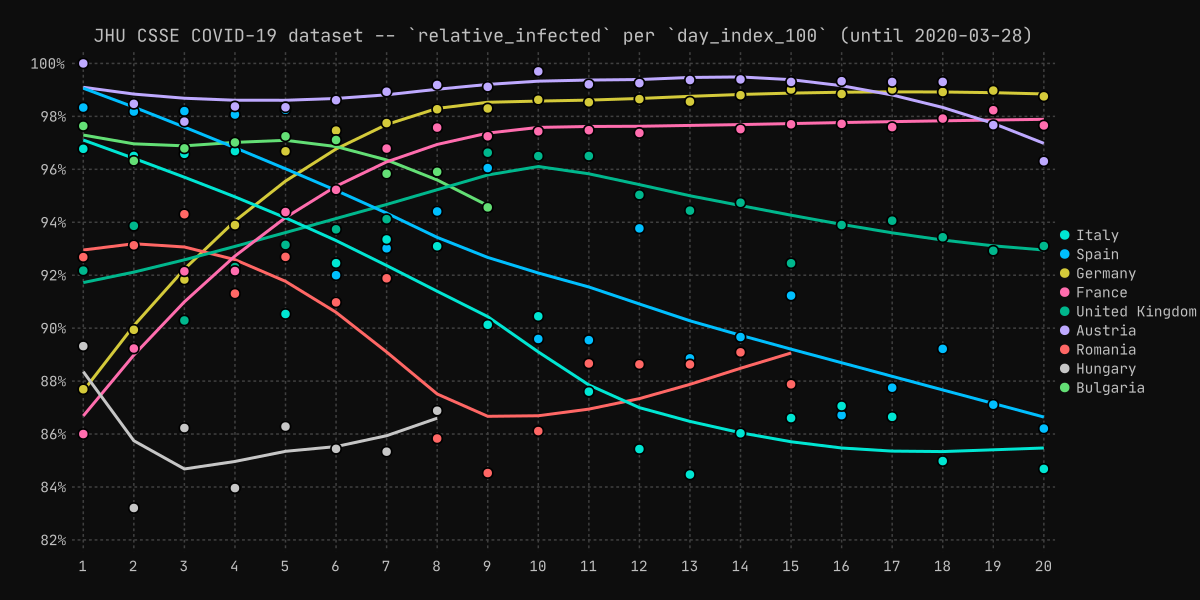 JHU CSSE COVID-19 dataset -- `relative_infected` per `day_index_100` (until 2020-03-28)
100%
98%
96%
94%
92%
90%
88%
86%
84%
82%
1 2 3 4 5 6 7 8 9 10 11 12 13 14 15 16 17 18 19 20
Italy
Spain
Germany
France
United Kingdom
Austria
Romania
Hungary
Bulgaria